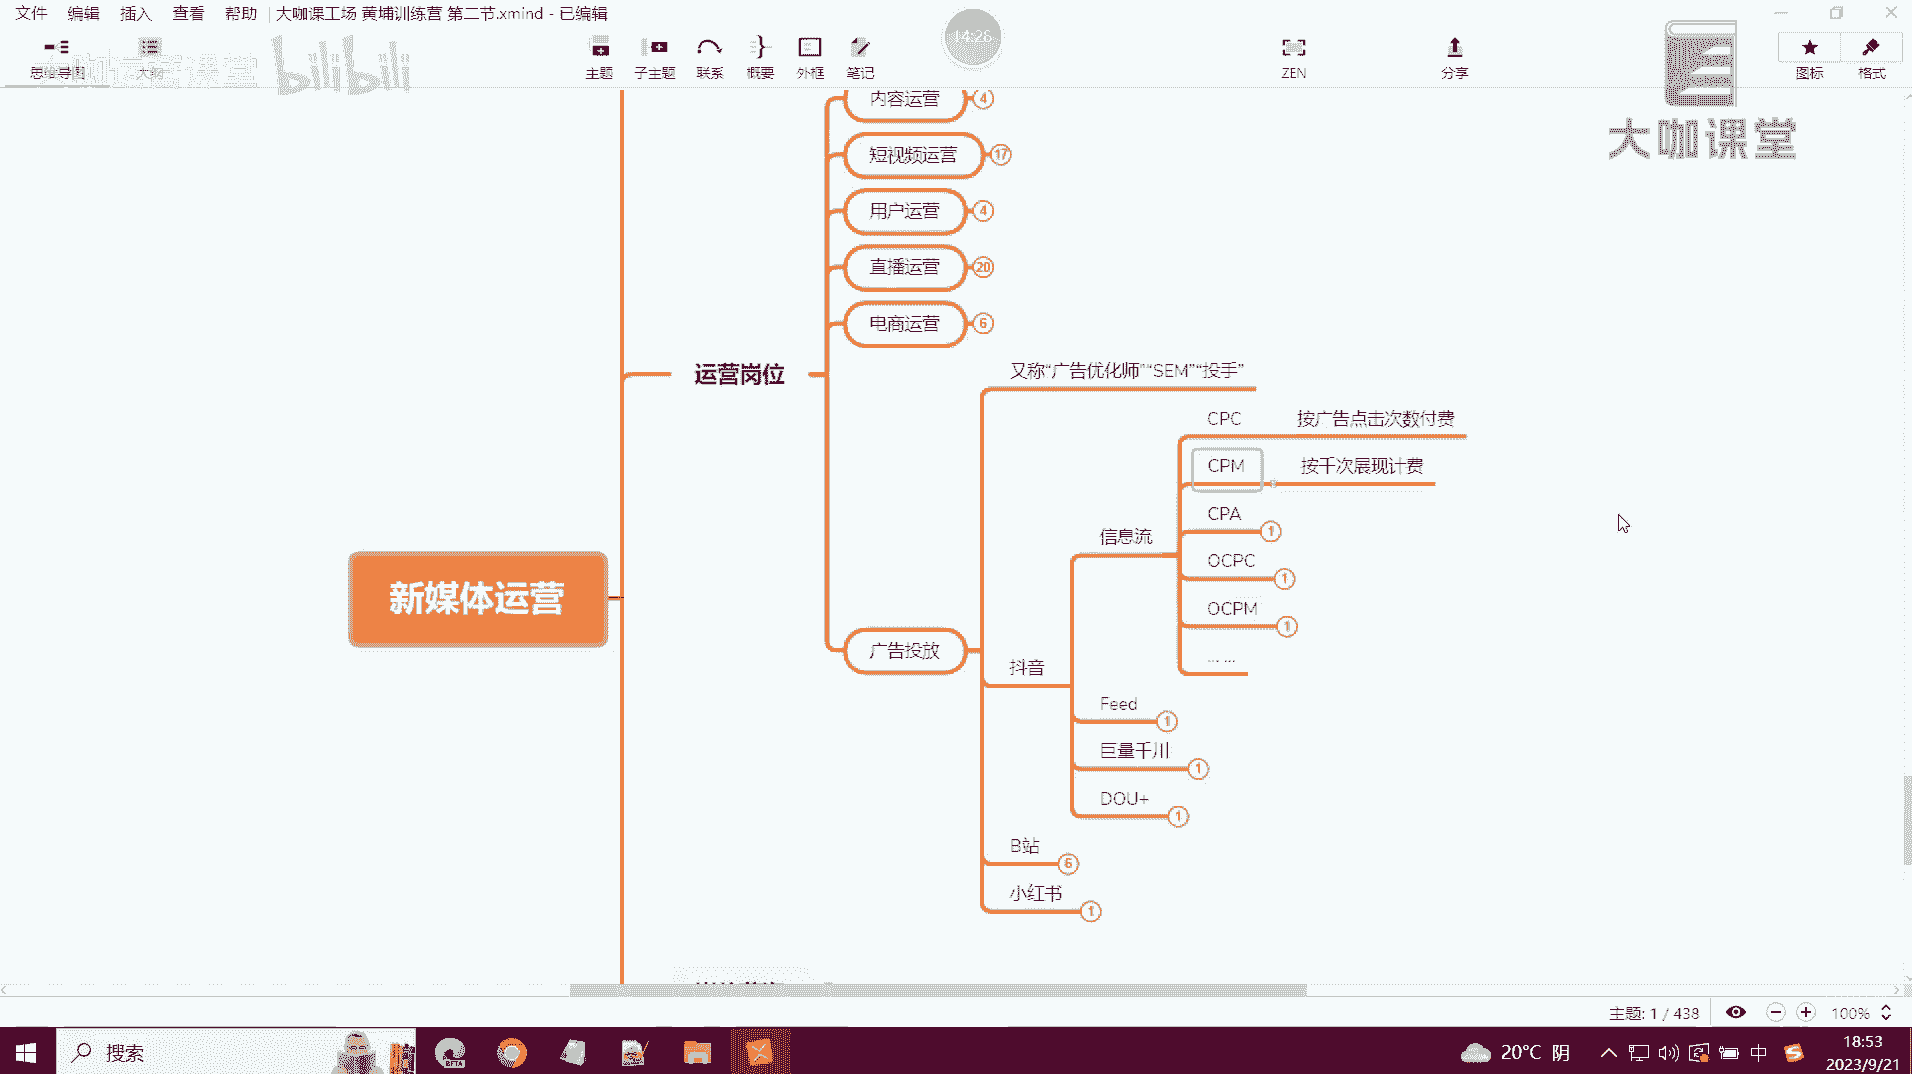 文件 编辑 插入 查看 帮助 大咖课工场 黄埔训练营 第二节.xmind - 已编辑
思维导图 大纲 主题 子主题 联系 概要 外框 笔记 14:26 ZEN 分享 图标 格式
bilibili
大咖课堂
内容运营 4
短视频运营 17
用户运营 4
直播运营 20
电商运营 6
运营岗位
又称“广告优化师”“SEM”“投手”
CPC 按广告点击次数付费
CPM 按千次展现计费
CPA 1
信息流
OCPC 1
OCPM 1
... ...
新媒体运营
广告投放
抖音
Feed 1
巨量千川 1
DOU+ 1
B站 6
小红书 1
主题: 1 / 438 100%
搜索
BETA
20°C 阴 中
18:53
2023/9/21